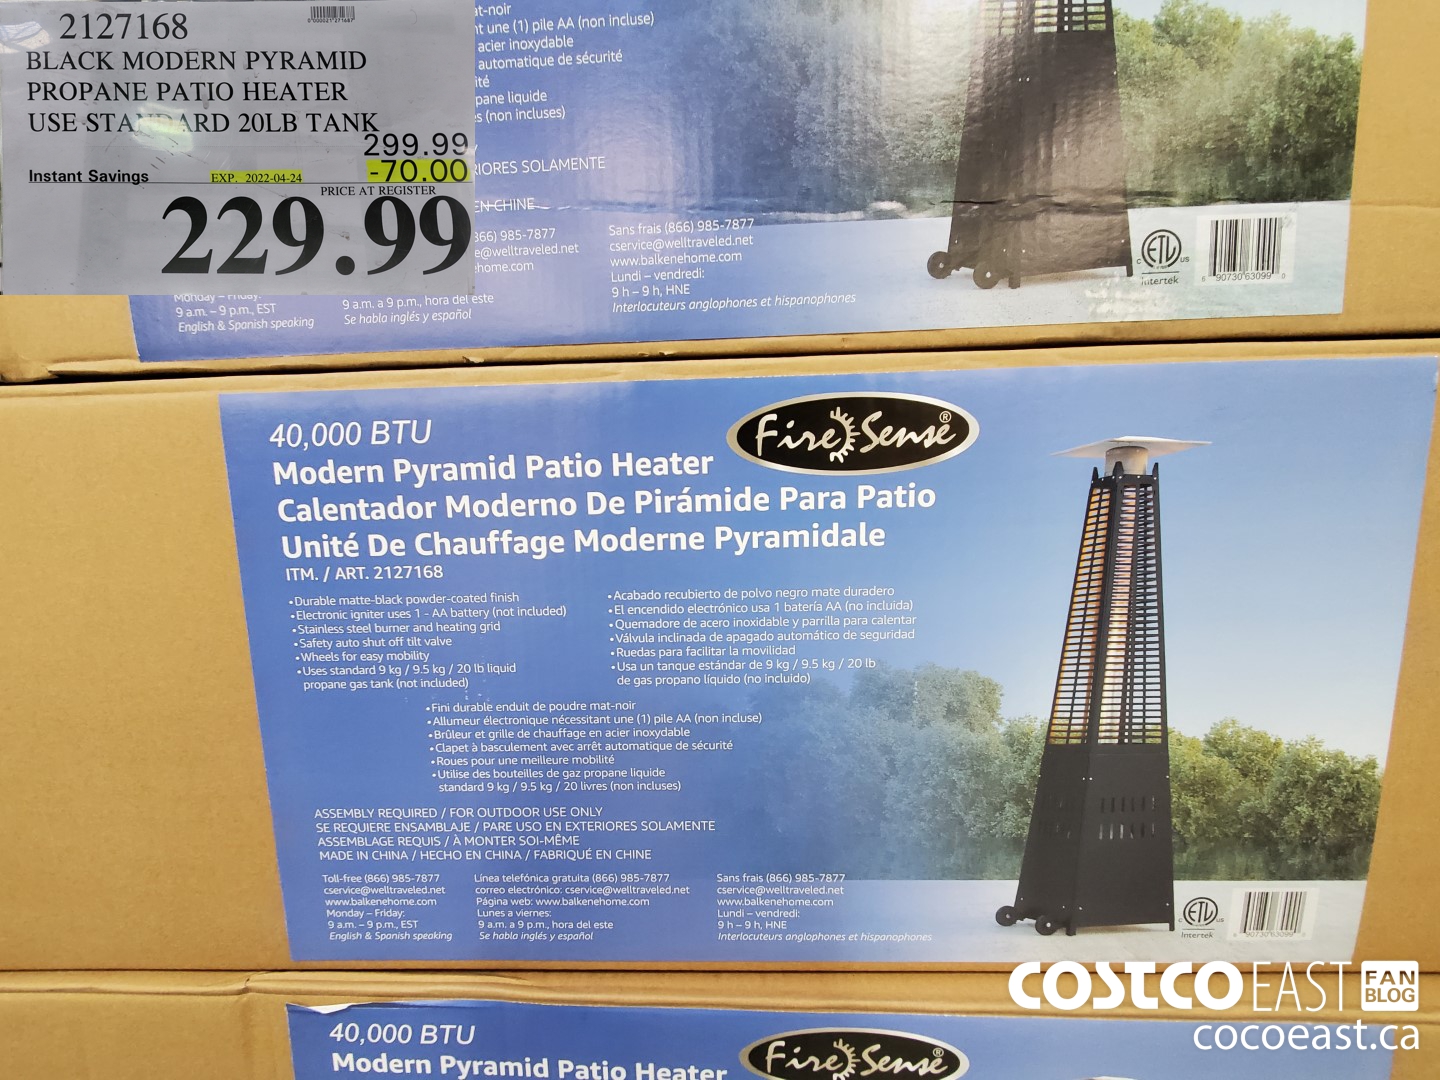 2127168
BLACK MODERN PYRAMID
PROPANE PATIO HEATER
USE STANDARD 20LB TANK
299.99
-70.00
Instant Savings EXP. 2022-04-24
PRICE AT REGISTER
229.99
mat-noir
nt une (1) pile AA (non incluse)
acier inoxydable
automatique de sécurité
ité
pane liquide
s (non incluses)
RIORES SOLAMENTE
EN CHINE
866) 985-7877
e@welltraveled.net
ehome.com
Sans frais (866) 985-7877
cservice@welltraveled.net
www.balkenehome.com
Lundi – vendredi:
9 h – 9 h, HNE
Interlocuteurs anglophones et hispanophones
Monday – Friday:
9 a.m. – 9 p.m., EST
English & Spanish speaking
9 a.m. a 9 p.m., hora del este
Se habla inglés y español
C ETL US
Intertek
6 90730 63099 0
40,000 BTU
Fire Sense®
Modern Pyramid Patio Heater
Calentador Moderno De Pirámide Para Patio
Unité De Chauffage Moderne Pyramidale
ITM. / ART. 2127168
•Durable matte-black powder-coated finish
•Electronic igniter uses 1 - AA battery (not included)
•Stainless steel burner and heating grid
•Safety auto shut off tilt valve
•Wheels for easy mobility
•Uses standard 9 kg / 9.5 kg / 20 lb liquid
propane gas tank (not included)
•Acabado recubierto de polvo negro mate duradero
•El encendido electrónico usa 1 batería AA (no incluida)
•Quemadore de acero inoxidable y parrilla para calentar
•Válvula inclinada de apagado automático de seguridad
•Ruedas para facilitar la movilidad
•Usa un tanque estándar de 9 kg / 9.5 kg / 20 lb
de gas propano líquido (no incluido)
•Fini durable enduit de poudre mat-noir
•Allumeur électronique nécessitant une (1) pile AA (non incluse)
•Brûleur et grille de chauffage en acier inoxydable
•Clapet à basculement avec arrêt automatique de sécurité
•Roues pour une meilleure mobilité
•Utilise des bouteilles de gaz propane liquide
standard 9 kg / 9.5 kg / 20 livres (non incluses)
ASSEMBLY REQUIRED / FOR OUTDOOR USE ONLY
SE REQUIERE ENSAMBLAJE / PARE USO EN EXTERIORES SOLAMENTE
ASSEMBLAGE REQUIS / À MONTER SOI-MÊME
MADE IN CHINA / HECHO EN CHINA / FABRIQUÉ EN CHINE
Toll-free (866) 985-7877
cservice@welltraveled.net
www.balkenehome.com
Monday – Friday:
9 a.m. – 9 p.m., EST
English & Spanish speaking
Línea telefónica gratuita (866) 985-7877
correo electrónico: cservice@welltraveled.net
Página web: www.balkenehome.com
Lunes a viernes:
9 a.m. a 9 p.m., hora del este
Se habla inglés y español
Sans frais (866) 985-7877
cservice@welltraveled.net
www.balkenehome.com
Lundi – vendredi:
9 h – 9 h, HNE
Interlocuteurs anglophones et hispanophones
C ETL US
Intertek
COSTCO EAST FAN BLOG
cocoeast.ca
40,000 BTU
Fire Sense®
Modern Pyramid Patio Heater